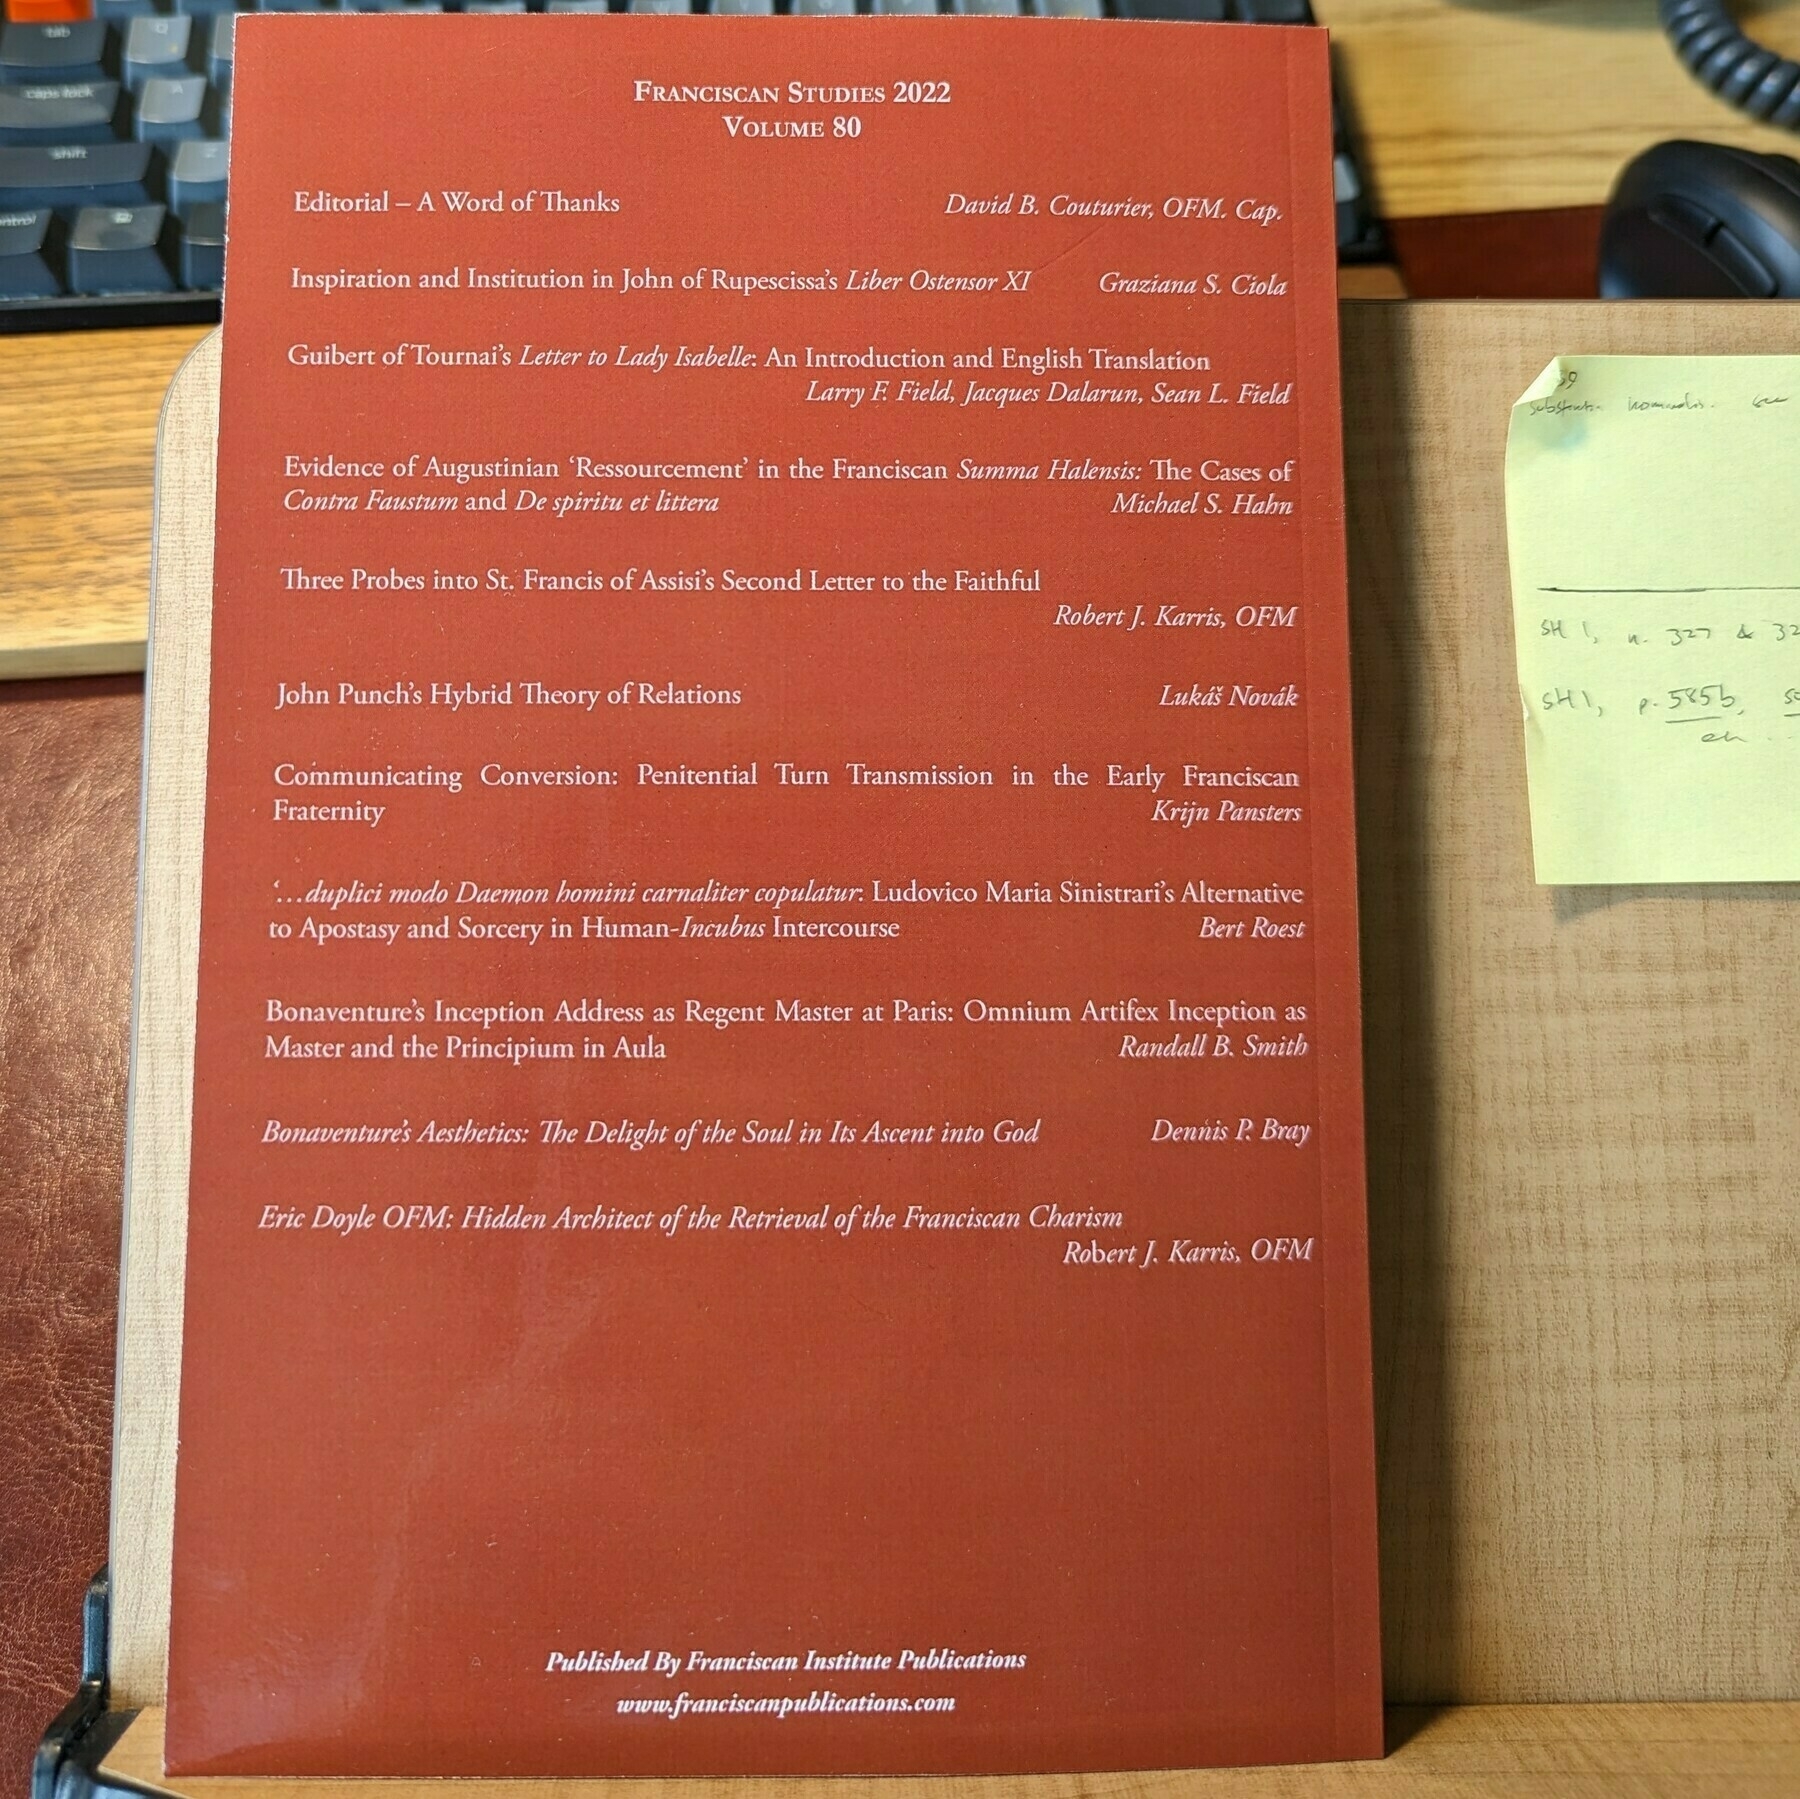 tab
Q
caps lock
A
shift
Z
FRANCISCAN STUDIES 2022
VOLUME 80
Editorial – A Word of Thanks David B. Couturier, OFM. Cap.
Inspiration and Institution in John of Rupescissa's Liber Ostensor XI Graziana S. Ciola
Guibert of Tournai's Letter to Lady Isabelle: An Introduction and English Translation
Larry F. Field, Jacques Dalarun, Sean L. Field
Evidence of Augustinian ‘Ressourcement’ in the Franciscan Summa Halensis: The Cases of
Contra Faustum and De spiritu et littera Michael S. Hahn
Three Probes into St. Francis of Assisi's Second Letter to the Faithful
Robert J. Karris, OFM
John Punch's Hybrid Theory of Relations Lukáš Novák
Communicating Conversion: Penitential Turn Transmission in the Early Franciscan
Fraternity Krijn Pansters
‘…duplici modo Daemon homini carnaliter copulatur: Ludovico Maria Sinistrari's Alternative
to Apostasy and Sorcery in Human-Incubus Intercourse Bert Roest
Bonaventure's Inception Address as Regent Master at Paris: Omnium Artifex Inception as
Master and the Principium in Aula Randall B. Smith
Bonaventure's Aesthetics: The Delight of the Soul in Its Ascent into God Dennis P. Bray
Eric Doyle OFM: Hidden Architect of the Retrieval of the Franciscan Charism
Robert J. Karris, OFM
Published By Franciscan Institute Publications
www.franciscanpublications.com
SH 1, n. 327 & 32
SH 1, p. 585b,